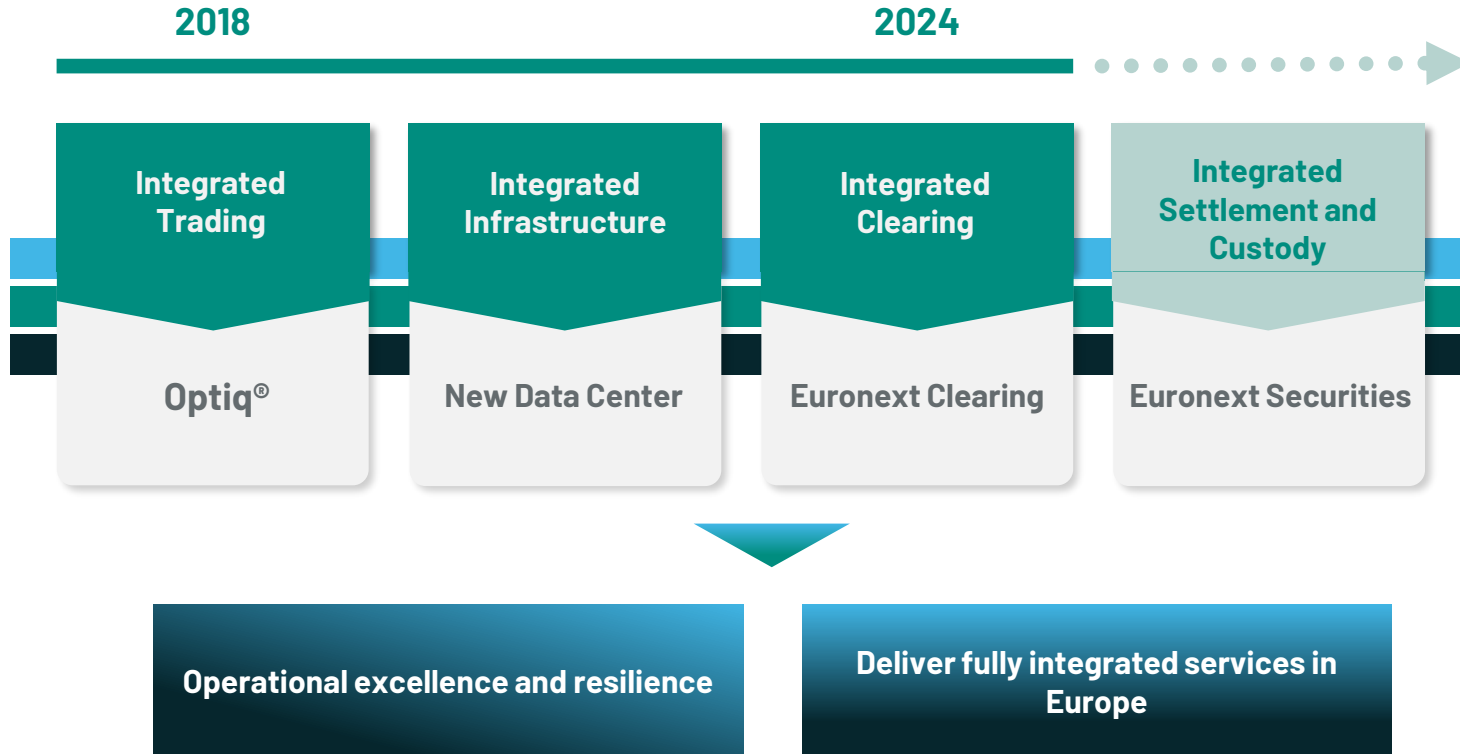 2018
2024
Integrated
Trading
Integrated
Infrastructure
Integrated
Clearing
Integrated
Settlement and
Custody
Optiq®
New Data Center
Euronext Clearing
Euronext Securities
Operational excellence and resilience
Deliver fully integrated services in
Europe